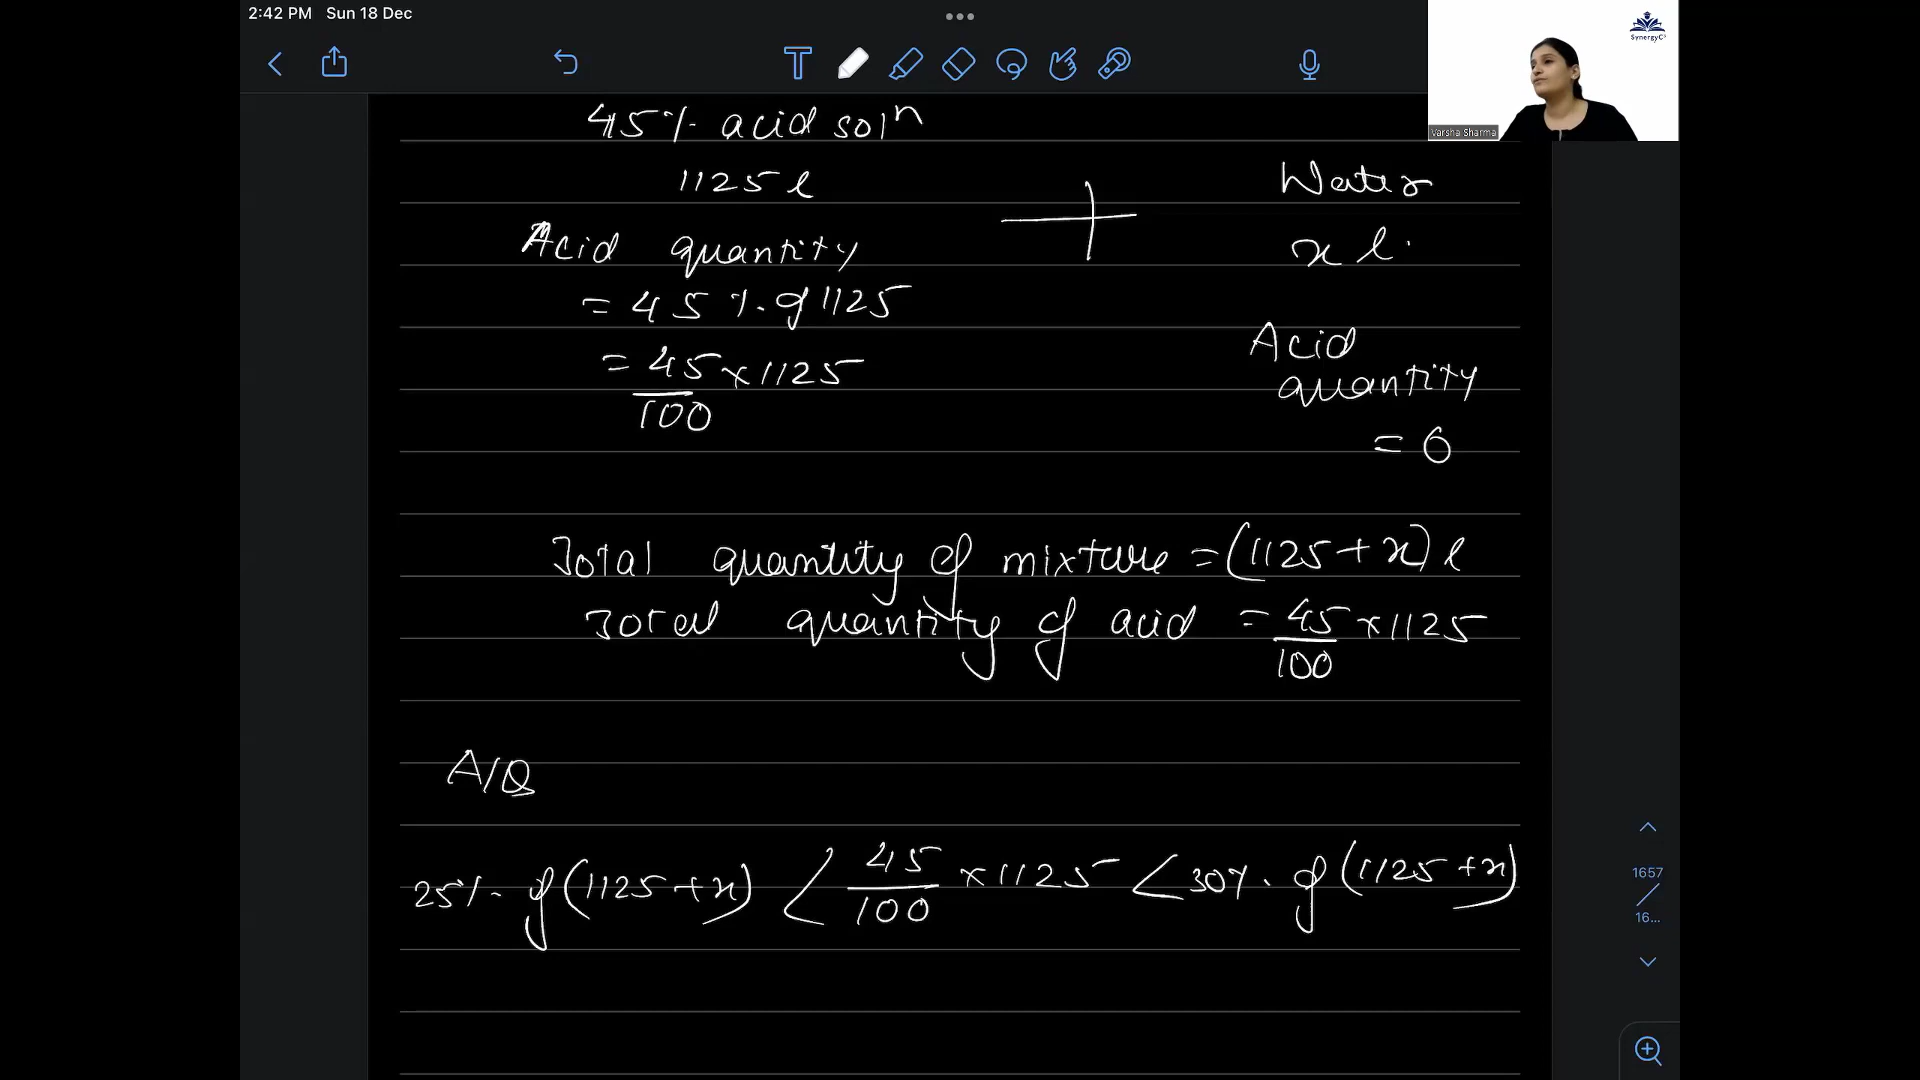 2:42 PM Sun 18 Dec
SynergyC²
Varsha Sharma
45% acid solⁿ
1125 l
Water
x l.
Acid quantity
= 45 %. of 1125
= 45/100 x 1125
Acid
quantity
= 0
Total quantity of mixture = (1125 + x) l
Total quantity of acid = 45/100 x 1125
A/Q
25%. of (1125 + x) < 45/100 x 1125 < 30%. of (1125 + x)
1657
16...